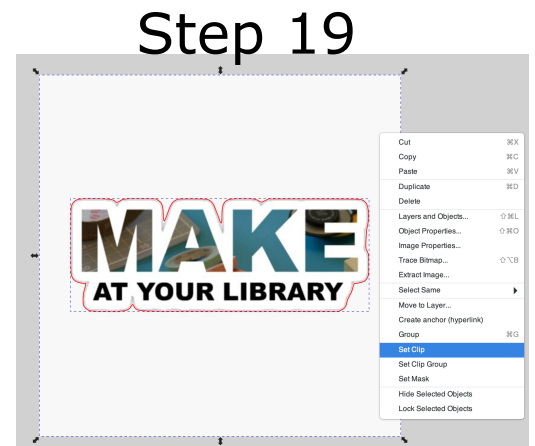 Step 19
MAKE
AT YOUR LIBRARY
Cut ⌘X
Copy ⌘C
Paste ⌘V
Duplicate ⌘D
Delete
Layers and Objects... ⇧⌘L
Object Properties... ⇧⌘O
Image Properties...
Trace Bitmap... ⇧⌥B
Extract Image...
Select Same
Move to Layer...
Create anchor (hyperlink)
Group ⌘G
Set Clip
Set Clip Group
Set Mask
Hide Selected Objects
Lock Selected Objects